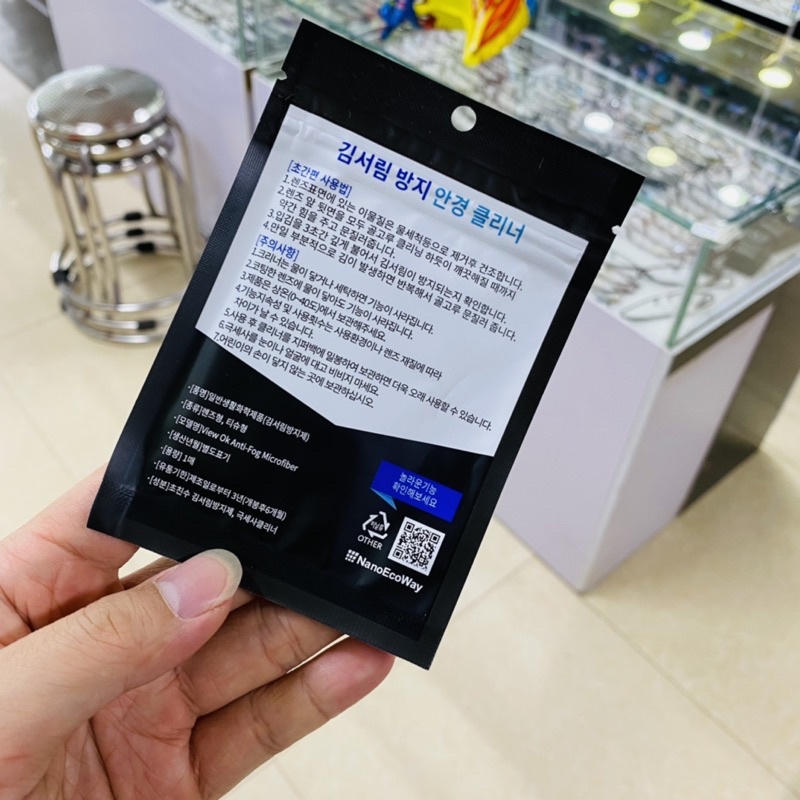 김서림 방지 안경 클리너
[초간편 사용법]
1.렌즈표면에 있는 이물질은 물세척등으로 제거후 건조합니다.
2.렌즈 앞 뒷면을 모두 골고루 클리닝 하듯이 깨끗해질 때까지
약간 힘을 주고 문질러줍니다.
3.입김을 3초간 깊게 불어서 김서림이 방지되는지 확인합니다.
4.만일 부분적으로 김이 발생하면 반복해서 골고루 문질러 줍니다.
[주의사항]
1.크리너는 물이 닿거나 세탁하면 기능이 사라집니다.
2.코팅한 렌즈에 물이 닿아도 기능이 사라집니다.
3.제품은 상온(0~40도)에서 보관해주세요.
4.기능지속성 및 사용횟수는 사용환경이나 렌즈 재질에 따라
차이가 날 수 있습니다.
5.사용 후 클리너를 지퍼백에 밀봉하여 보관하면 더욱 오래 사용할 수 있습니다.
6.극세사를 눈이나 얼굴에 대고 비비지 마세요.
7.어린이의 손이 닿지 않는 곳에 보관하십시오.
·[품명]일반생활화학제품(김서림방지제)
·[종류]렌즈형, 티슈형
·[모델명]View Ok Anti-Fog Microfiber
·[생산년월]별도표기
·[용량] 1매
·[유통기한]제조일로부터 3년(개봉후6개월)
·[성분]초친수 김서림방지제, 극세사클리너
놀라운기능
확인해보세요
비닐류
OTHER
NanoEcoWay